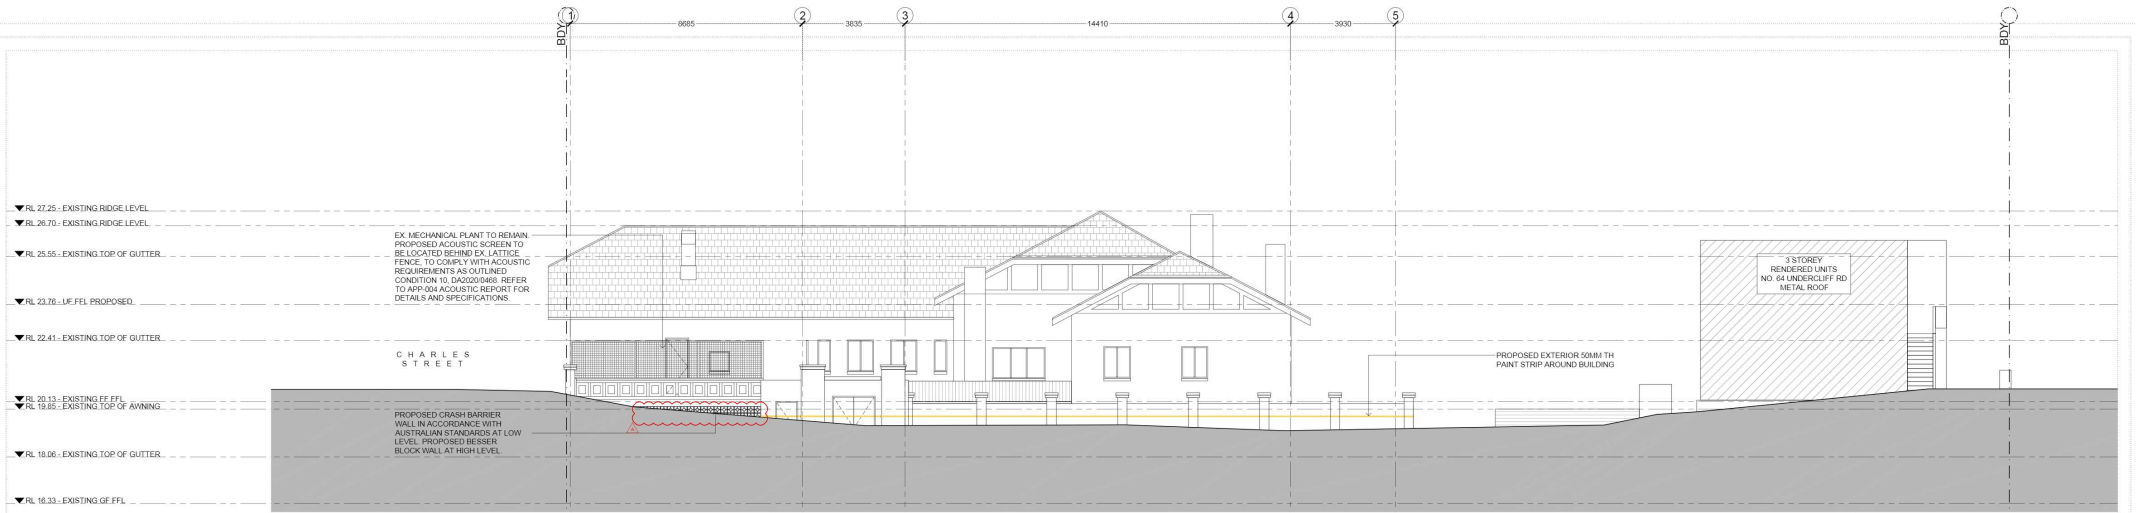 BDY
1
8685
2
3835
3
14410
4
3930
5
BDY
RL 27.25 - EXISTING RIDGE LEVEL
RL 26.70 - EXISTING RIDGE LEVEL
RL 25.55 - EXISTING TOP OF GUTTER
RL 23.76 - UF FFL PROPOSED
RL 22.41 - EXISTING TOP OF GUTTER
RL 20.13 - EXISTING FF FFL
RL 19.85 - EXISTING TOP OF AWNING
RL 18.06 - EXISTING TOP OF GUTTER
RL 16.33 - EXISTING GF FFL
EX. MECHANICAL PLANT TO REMAIN.
PROPOSED ACOUSTIC SCREEN TO
BE LOCATED BEHIND EX. LATTICE
FENCE, TO COMPLY WITH ACOUSTIC
REQUIREMENTS AS OUTLINED
CONDITION 10, DA2020/0468. REFER
TO APP-004 ACOUSTIC REPORT FOR
DETAILS AND SPECIFICATIONS.
CHARLES
STREET
PROPOSED CRASH BARRIER
WALL IN ACCORDANCE WITH
AUSTRALIAN STANDARDS AT LOW
LEVEL. PROPOSED BESSER
BLOCK WALL AT HIGH LEVEL.
PROPOSED EXTERIOR 50MM TH
PAINT STRIP AROUND BUILDING
3 STOREY
RENDERED UNITS
NO. 64 UNDERCLIFF RD
METAL ROOF